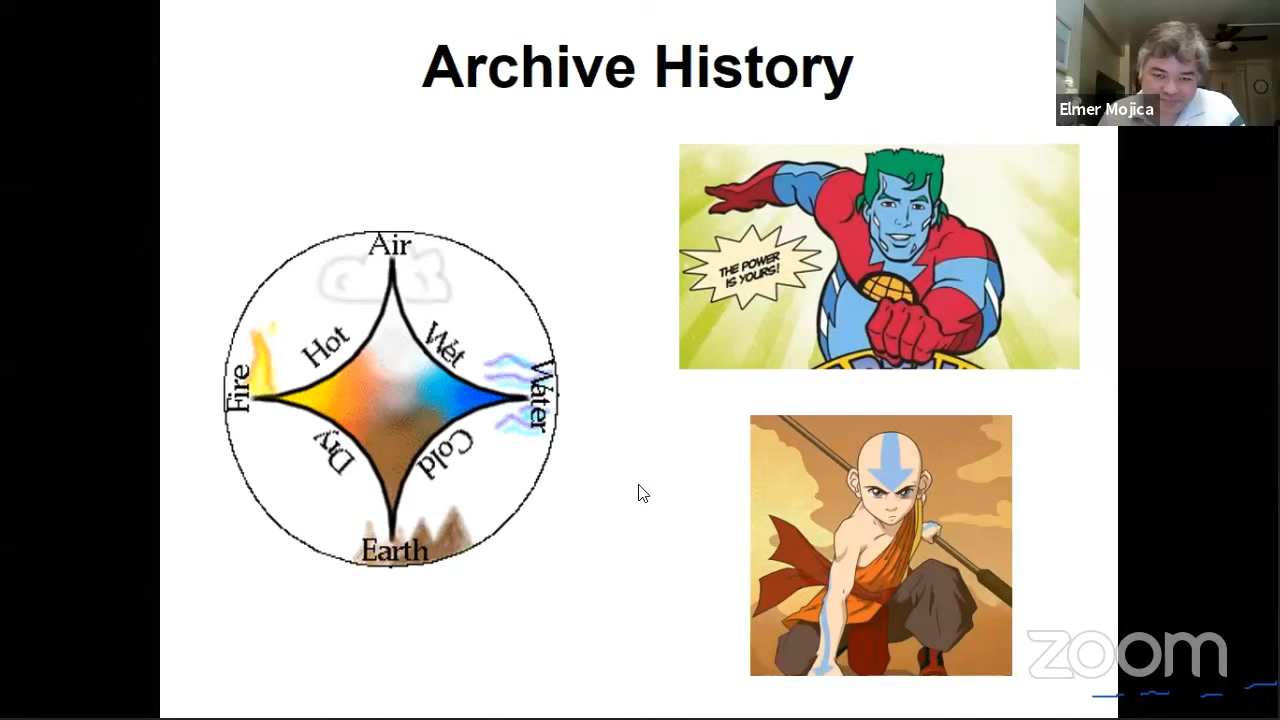 Archive History
Elmer Mojica
THE POWER
IS YOURS!
Air
Hot
Wet
Fire
Water
Dry
Cold
Earth
zoom